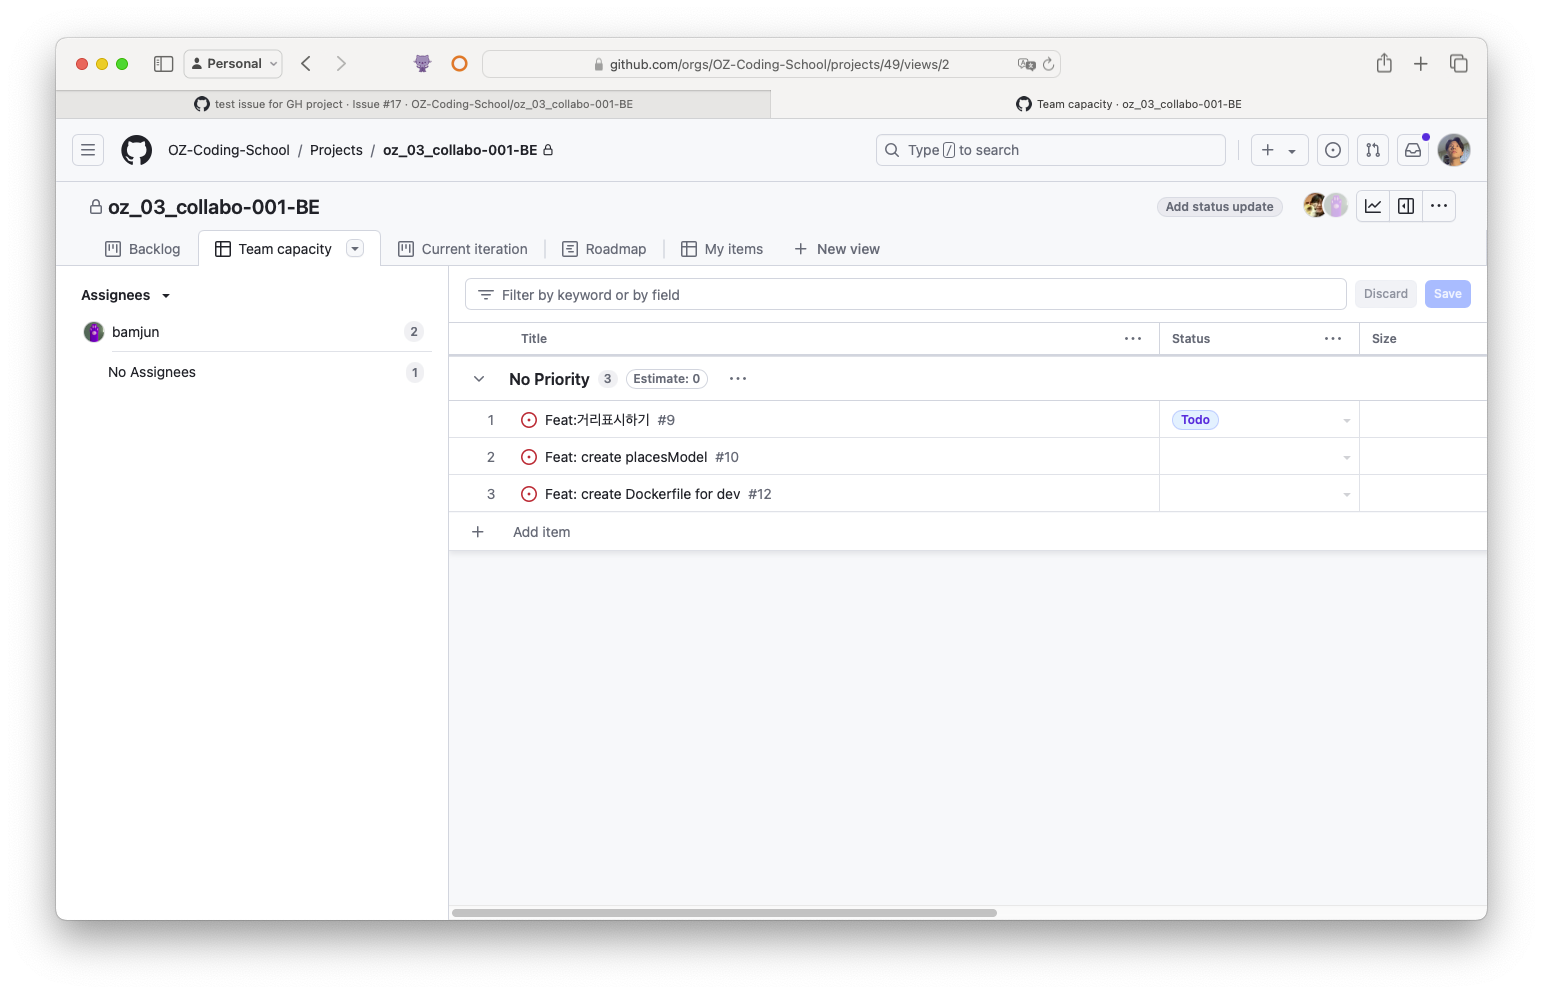 Personal
github.com/orgs/OZ-Coding-School/projects/49/views/2
test issue for GH project · Issue #17 · OZ-Coding-School/oz_03_collabo-001-BE
Team capacity · oz_03_collabo-001-BE
OZ-Coding-School / Projects / oz_03_collabo-001-BE
Type / to search
oz_03_collabo-001-BE
Add status update
Backlog
Team capacity
Current iteration
Roadmap
My items
New view
Assignees
bamjun 2
No Assignees 1
Filter by keyword or by field
Discard
Save
Title
Status
Size
No Priority 3 Estimate: 0
1 Feat:거리표시하기 #9 Todo
2 Feat: create placesModel #10
3 Feat: create Dockerfile for dev #12
Add item